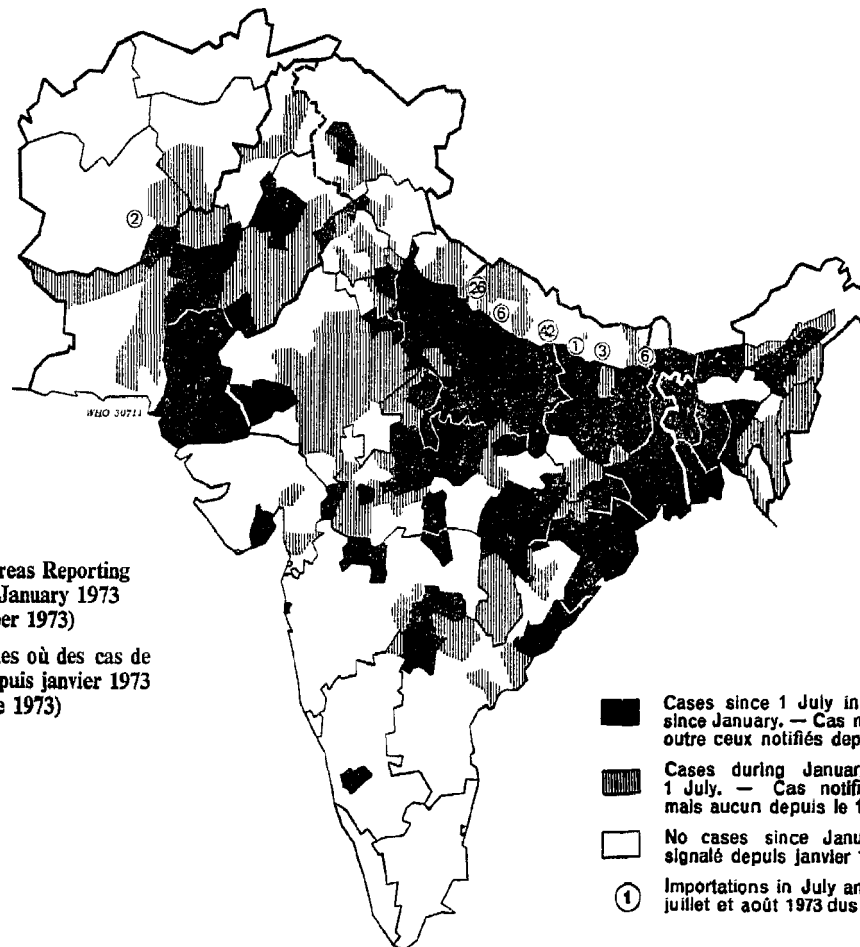 ②
26
⑥
42
①
③
⑥
WHO 30711
reas Reporting
January 1973
er 1973)
es où des cas de
puis janvier 1973
e 1973)
Cases since 1 July in
since January. — Cas n
outre ceux notifiés dep
Cases during Januar
1 July. — Cas notifi
mais aucun depuis le 1
No cases since Janu
signalé depuis janvier 1
① Importations in July an
juillet et août 1973 dus